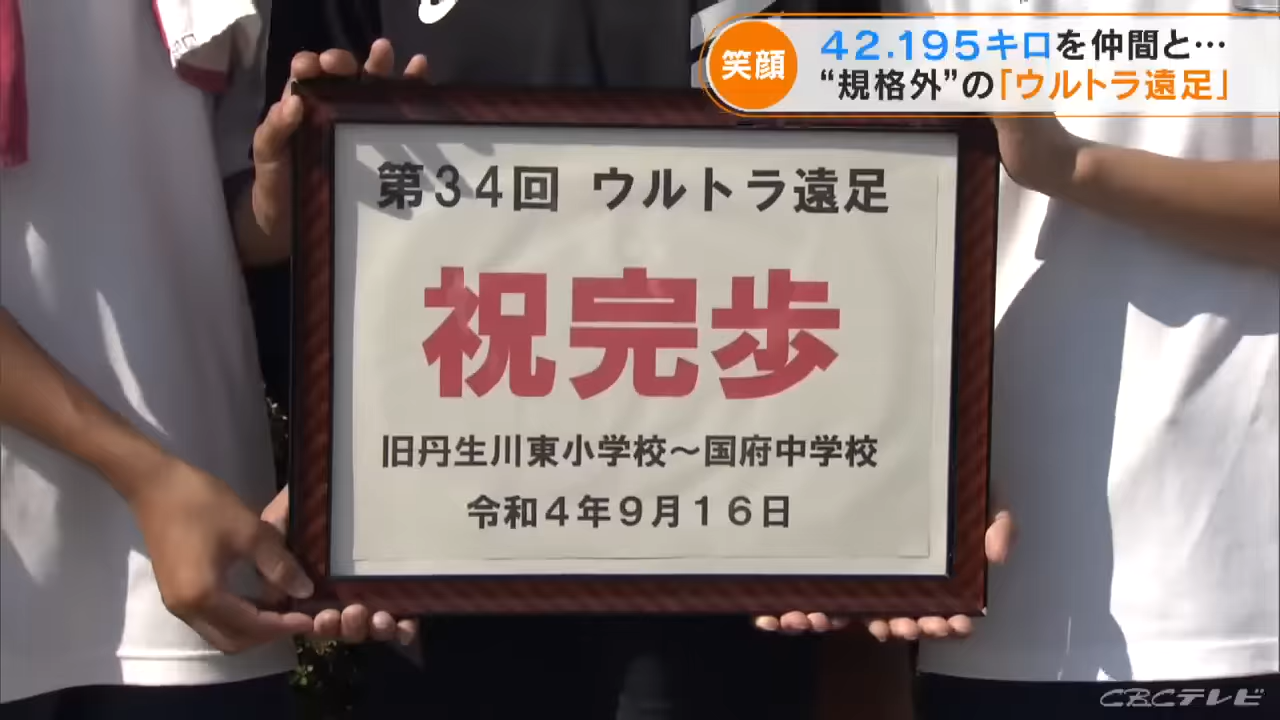 笑顔
42.195キロを仲間と…
“規格外”の「ウルトラ遠足」
第34回 ウルトラ遠足
祝完歩
旧丹生川東小学校～国府中学校
令和4年9月16日
CBCテレビ